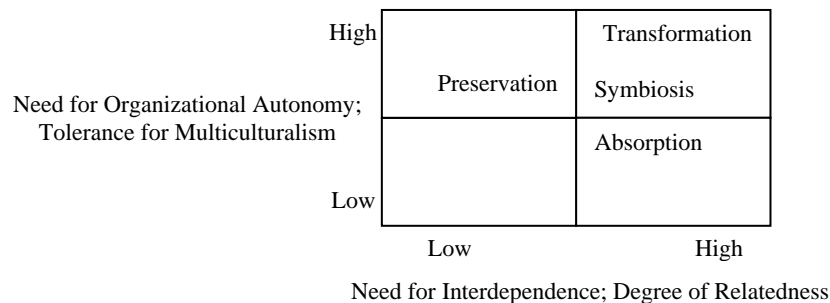 High
Transformation
Preservation
Symbiosis
Need for Organizational Autonomy;
Tolerance for Multiculturalism
Absorption
Low
Low
High
Need for Interdependence; Degree of Relatedness